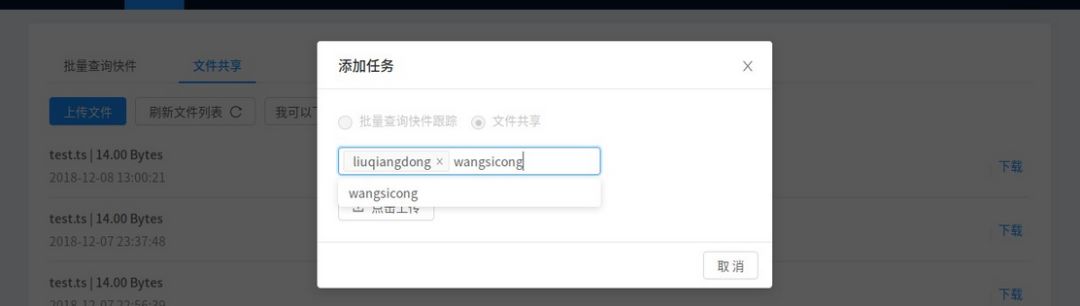 批量查询快件 文件共享
上传文件 刷新文件列表 我可以
test.ts | 14.00 Bytes
2018-12-08 13:00:21
下载
test.ts | 14.00 Bytes
2018-12-07 23:37:48
下载
test.ts | 14.00 Bytes
2018-12-07 22:56:39
下载
添加任务
批量查询快件跟踪 文件共享
liuqiangdong × wangsicong
wangsicong
点击上传
取消